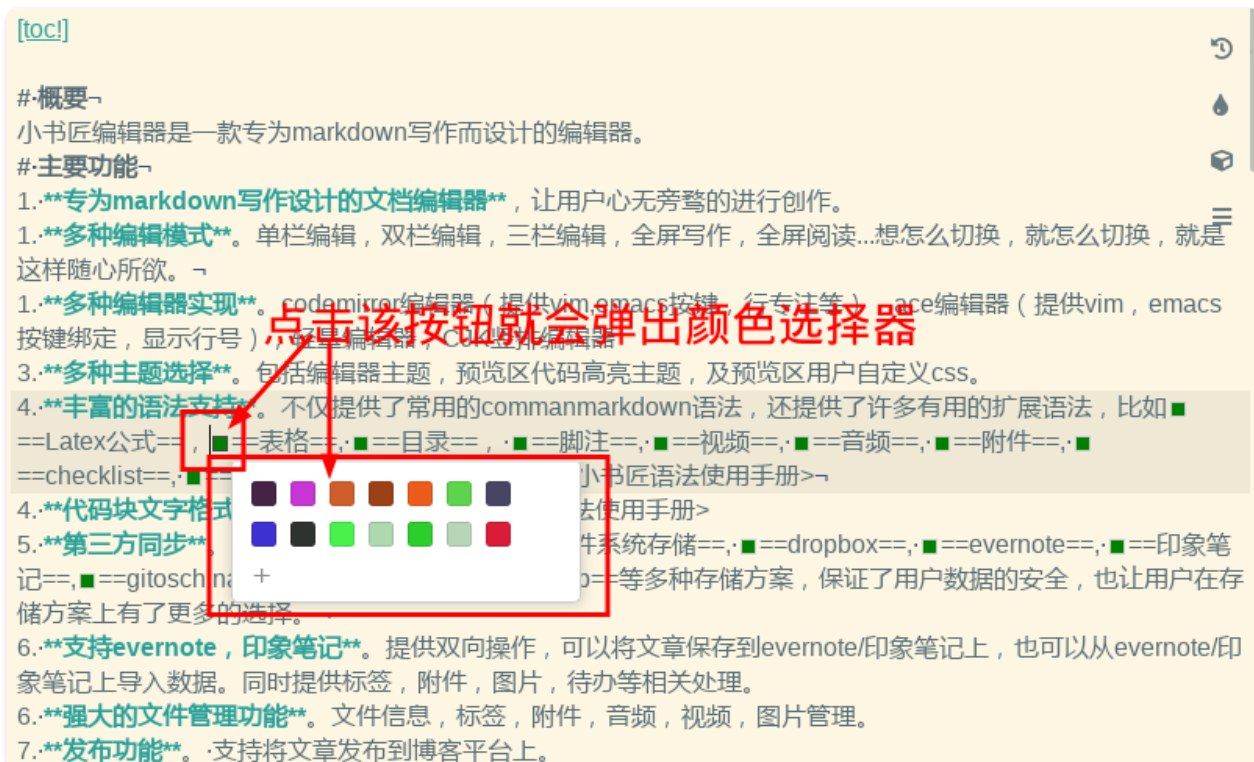 [toc!]
#·概要¬
小书匠编辑器是一款专为markdown写作而设计的编辑器。
#·主要功能¬
1.·**专为markdown写作设计的文档编辑器**，让用户心无旁骛的进行创作。
1.·**多种编辑模式**。单栏编辑，双栏编辑，三栏编辑，全屏写作，全屏阅读...想怎么切换，就怎么切换，就是
这样随心所欲。¬
1.·**多种编辑器实现**。codemirror编辑器（提供vim,emacs按键，行专注等），ace编辑器（提供vim，emacs
点击该按钮就会弹出颜色选择器
按键绑定，显示行号），轻量编辑器，CJK竖排编辑器
3.·**多种主题选择**。包括编辑器主题，预览区代码高亮主题，及预览区用户自定义css。
4.·**丰富的语法支持**。不仅提供了常用的commanmarkdown语法，还提供了许多有用的扩展语法，比如
==Latex公式==，==表格==,·==目录==，·==脚注==,·==视频==,·==音频==,·==附件==,·
==checklist==,·== 小书匠语法使用手册>¬
4.·**代码块文字格式 法使用手册>
5.·**第三方同步**。 件系统存储==,·==dropbox==,·==evernote==,·==印象笔
记==,==gitoschina ==等多种存储方案，保证了用户数据的安全，也让用户在存
储方案上有了更多的选择。
6.·**支持evernote，印象笔记**。提供双向操作，可以将文章保存到evernote/印象笔记上，也可以从evernote/印
象笔记上导入数据。同时提供标签，附件，图片，待办等相关处理。
6.·**强大的文件管理功能**。文件信息，标签，附件，音频，视频，图片管理。
7.·**发布功能**。·支持将文章发布到博客平台上。